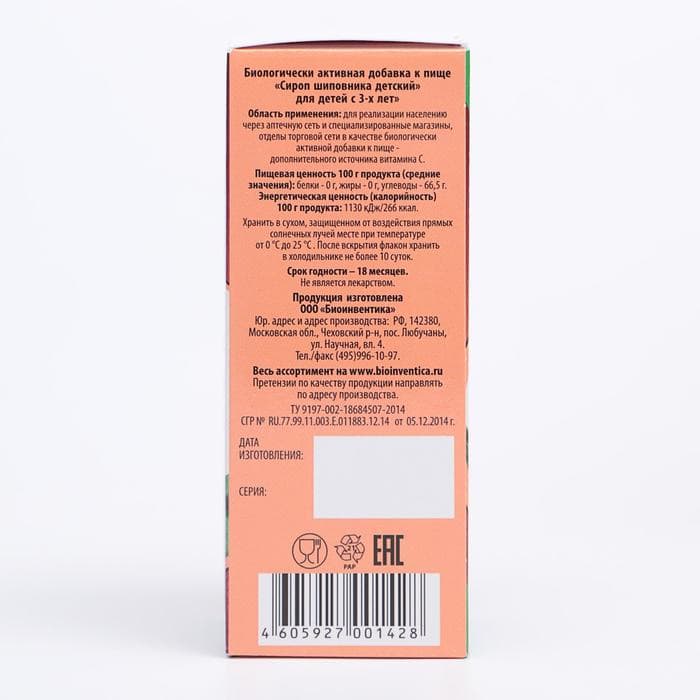 Биологически активная добавка к пище
«Сироп шиповника детский»
для детей с 3-х лет»
Область применения: для реализации населению
через аптечную сеть и специализированные магазины,
отделы торговой сети в качестве биологически
активной добавки к пище -
дополнительного источника витамина С.
Пищевая ценность 100 г продукта (средние
значения): белки - 0 г, жиры - 0 г, углеводы - 66,5 г.
Энергетическая ценность (калорийность)
100 г продукта: 1130 кДж/266 ккал.
Хранить в сухом, защищенном от воздействия прямых
солнечных лучей месте при температуре
от 0 °С до 25 °С . После вскрытия флакон хранить
в холодильнике не более 10 суток.
Срок годности – 18 месяцев.
Не является лекарством.
Продукция изготовлена
ООО «Биоинвентика»
Юр. адрес и адрес производства: РФ, 142380,
Московская обл., Чеховский р-н, пос. Любучаны,
ул. Научная, вл. 4.
Тел./факс (495)996-10-97.
Весь ассортимент на www.bioinventica.ru
Претензии по качеству продукции направлять
по адресу производства.
ТУ 9197-002-18684507-2014
СГР № RU.77.99.11.003.Е.011883.12.14 от 05.12.2014 г.
ДАТА
ИЗГОТОВЛЕНИЯ:
СЕРИЯ:
21
PAP
EAC
4 605927 001428